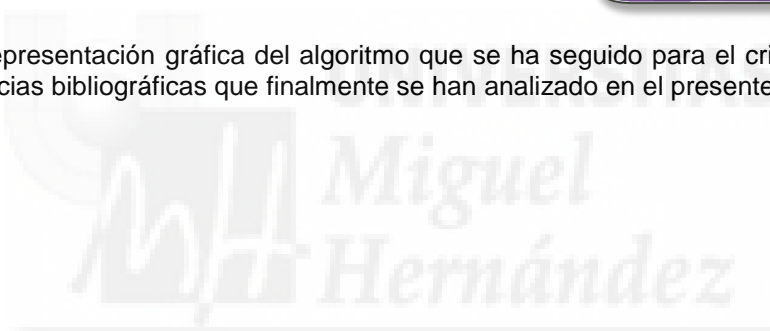 epresentación gráfica del algoritmo que se ha seguido para el cri
cias bibliográficas que finalmente se han analizado en el presente
UNIVERSITAS
Miguel
Hernández